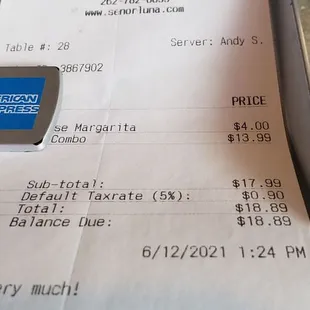 www.senorluna.com
Table #: 28
Server: Andy S.
3867902
AMERICAN
EXPRESS
PRICE
se Margarita $4.00
Combo $13.99
Sub-total: $17.99
Default Taxrate (5%): $0.90
Total: $18.89
Balance Due: $18.89
6/12/2021 1:24 PM
ery much!